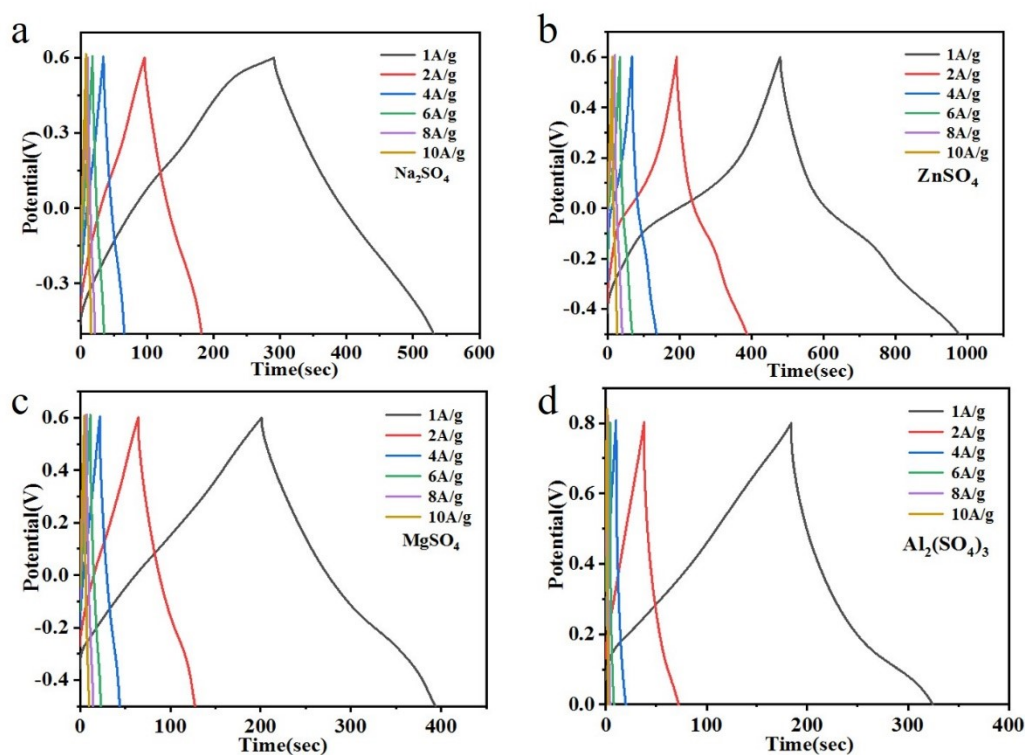 a
0.6
0.3
0.0
-0.3
Potential(V)
1A/g
2A/g
4A/g
6A/g
8A/g
10A/g
Na₂SO₄
0 100 200 300 400 500 600
Time(sec)
b
0.6
0.4
0.2
0.0
-0.2
-0.4
Potential(V)
1A/g
2A/g
4A/g
6A/g
8A/g
10A/g
ZnSO₄
0 200 400 600 800 1000
Time(sec)
c
0.6
0.4
0.2
0.0
-0.2
-0.4
Potential(V)
1A/g
2A/g
4A/g
6A/g
8A/g
10A/g
MgSO₄
0 100 200 300 400
Time(sec)
d
0.8
0.6
0.4
0.2
0.0
Potential(V)
1A/g
2A/g
4A/g
6A/g
8A/g
10A/g
Al₂(SO₄)₃
0 100 200 300 400
Time(sec)